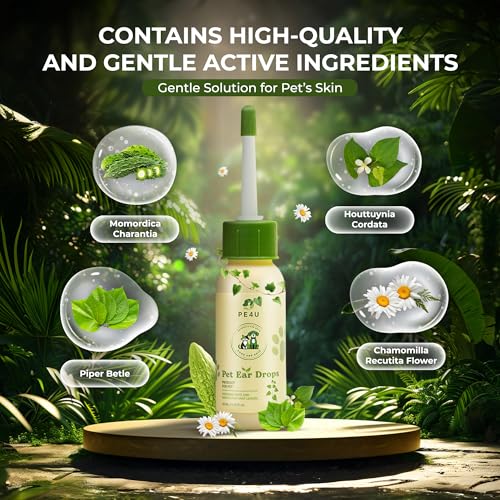 CONTAINS HIGH-QUALITY
AND GENTLE ACTIVE INGREDIENTS
Gentle Solution for Pet's Skin
Momordica
Charantia
Houttuynia
Cordata
PE4U
Piper Betle
Chamomilla
Recutita Flower
Pet Ear Drops